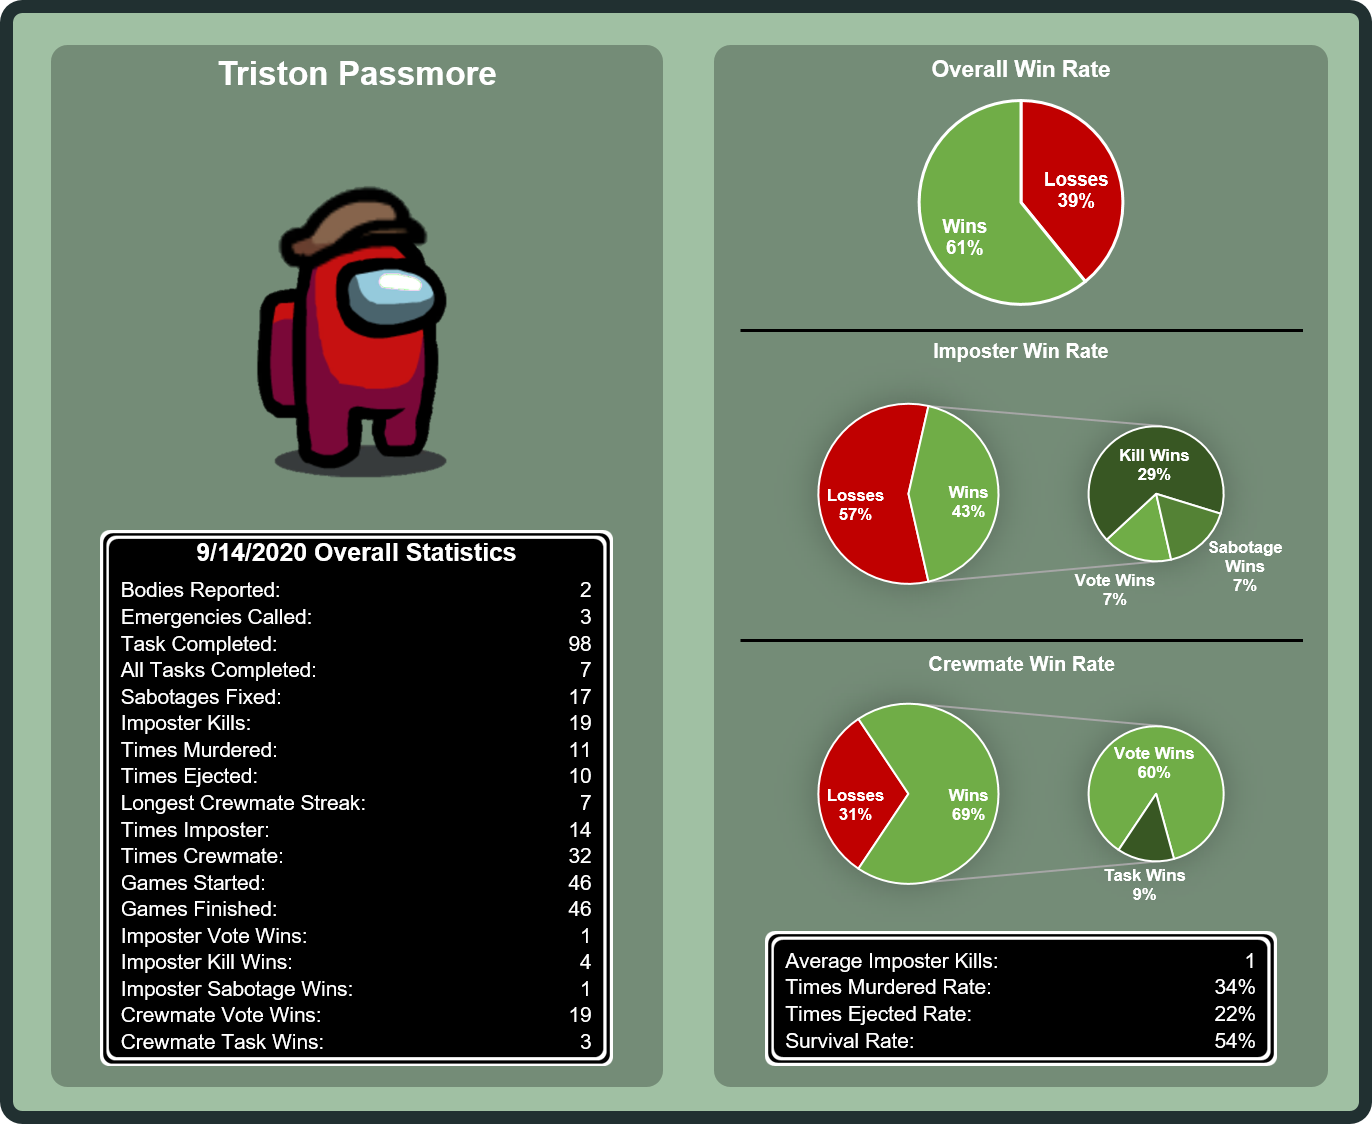 Triston Passmore
9/14/2020 Overall Statistics
Bodies Reported: 2
Emergencies Called: 3
Task Completed: 98
All Tasks Completed: 7
Sabotages Fixed: 17
Imposter Kills: 19
Times Murdered: 11
Times Ejected: 10
Longest Crewmate Streak: 7
Times Imposter: 14
Times Crewmate: 32
Games Started: 46
Games Finished: 46
Imposter Vote Wins: 1
Imposter Kill Wins: 4
Imposter Sabotage Wins: 1
Crewmate Vote Wins: 19
Crewmate Task Wins: 3
Overall Win Rate
Losses
39%
Wins
61%
Imposter Win Rate
Losses
57%
Wins
43%
Kill Wins
29%
Sabotage
Wins
7%
Vote Wins
7%
Crewmate Win Rate
Losses
31%
Wins
69%
Vote Wins
60%
Task Wins
9%
Average Imposter Kills: 1
Times Murdered Rate: 34%
Times Ejected Rate: 22%
Survival Rate: 54%